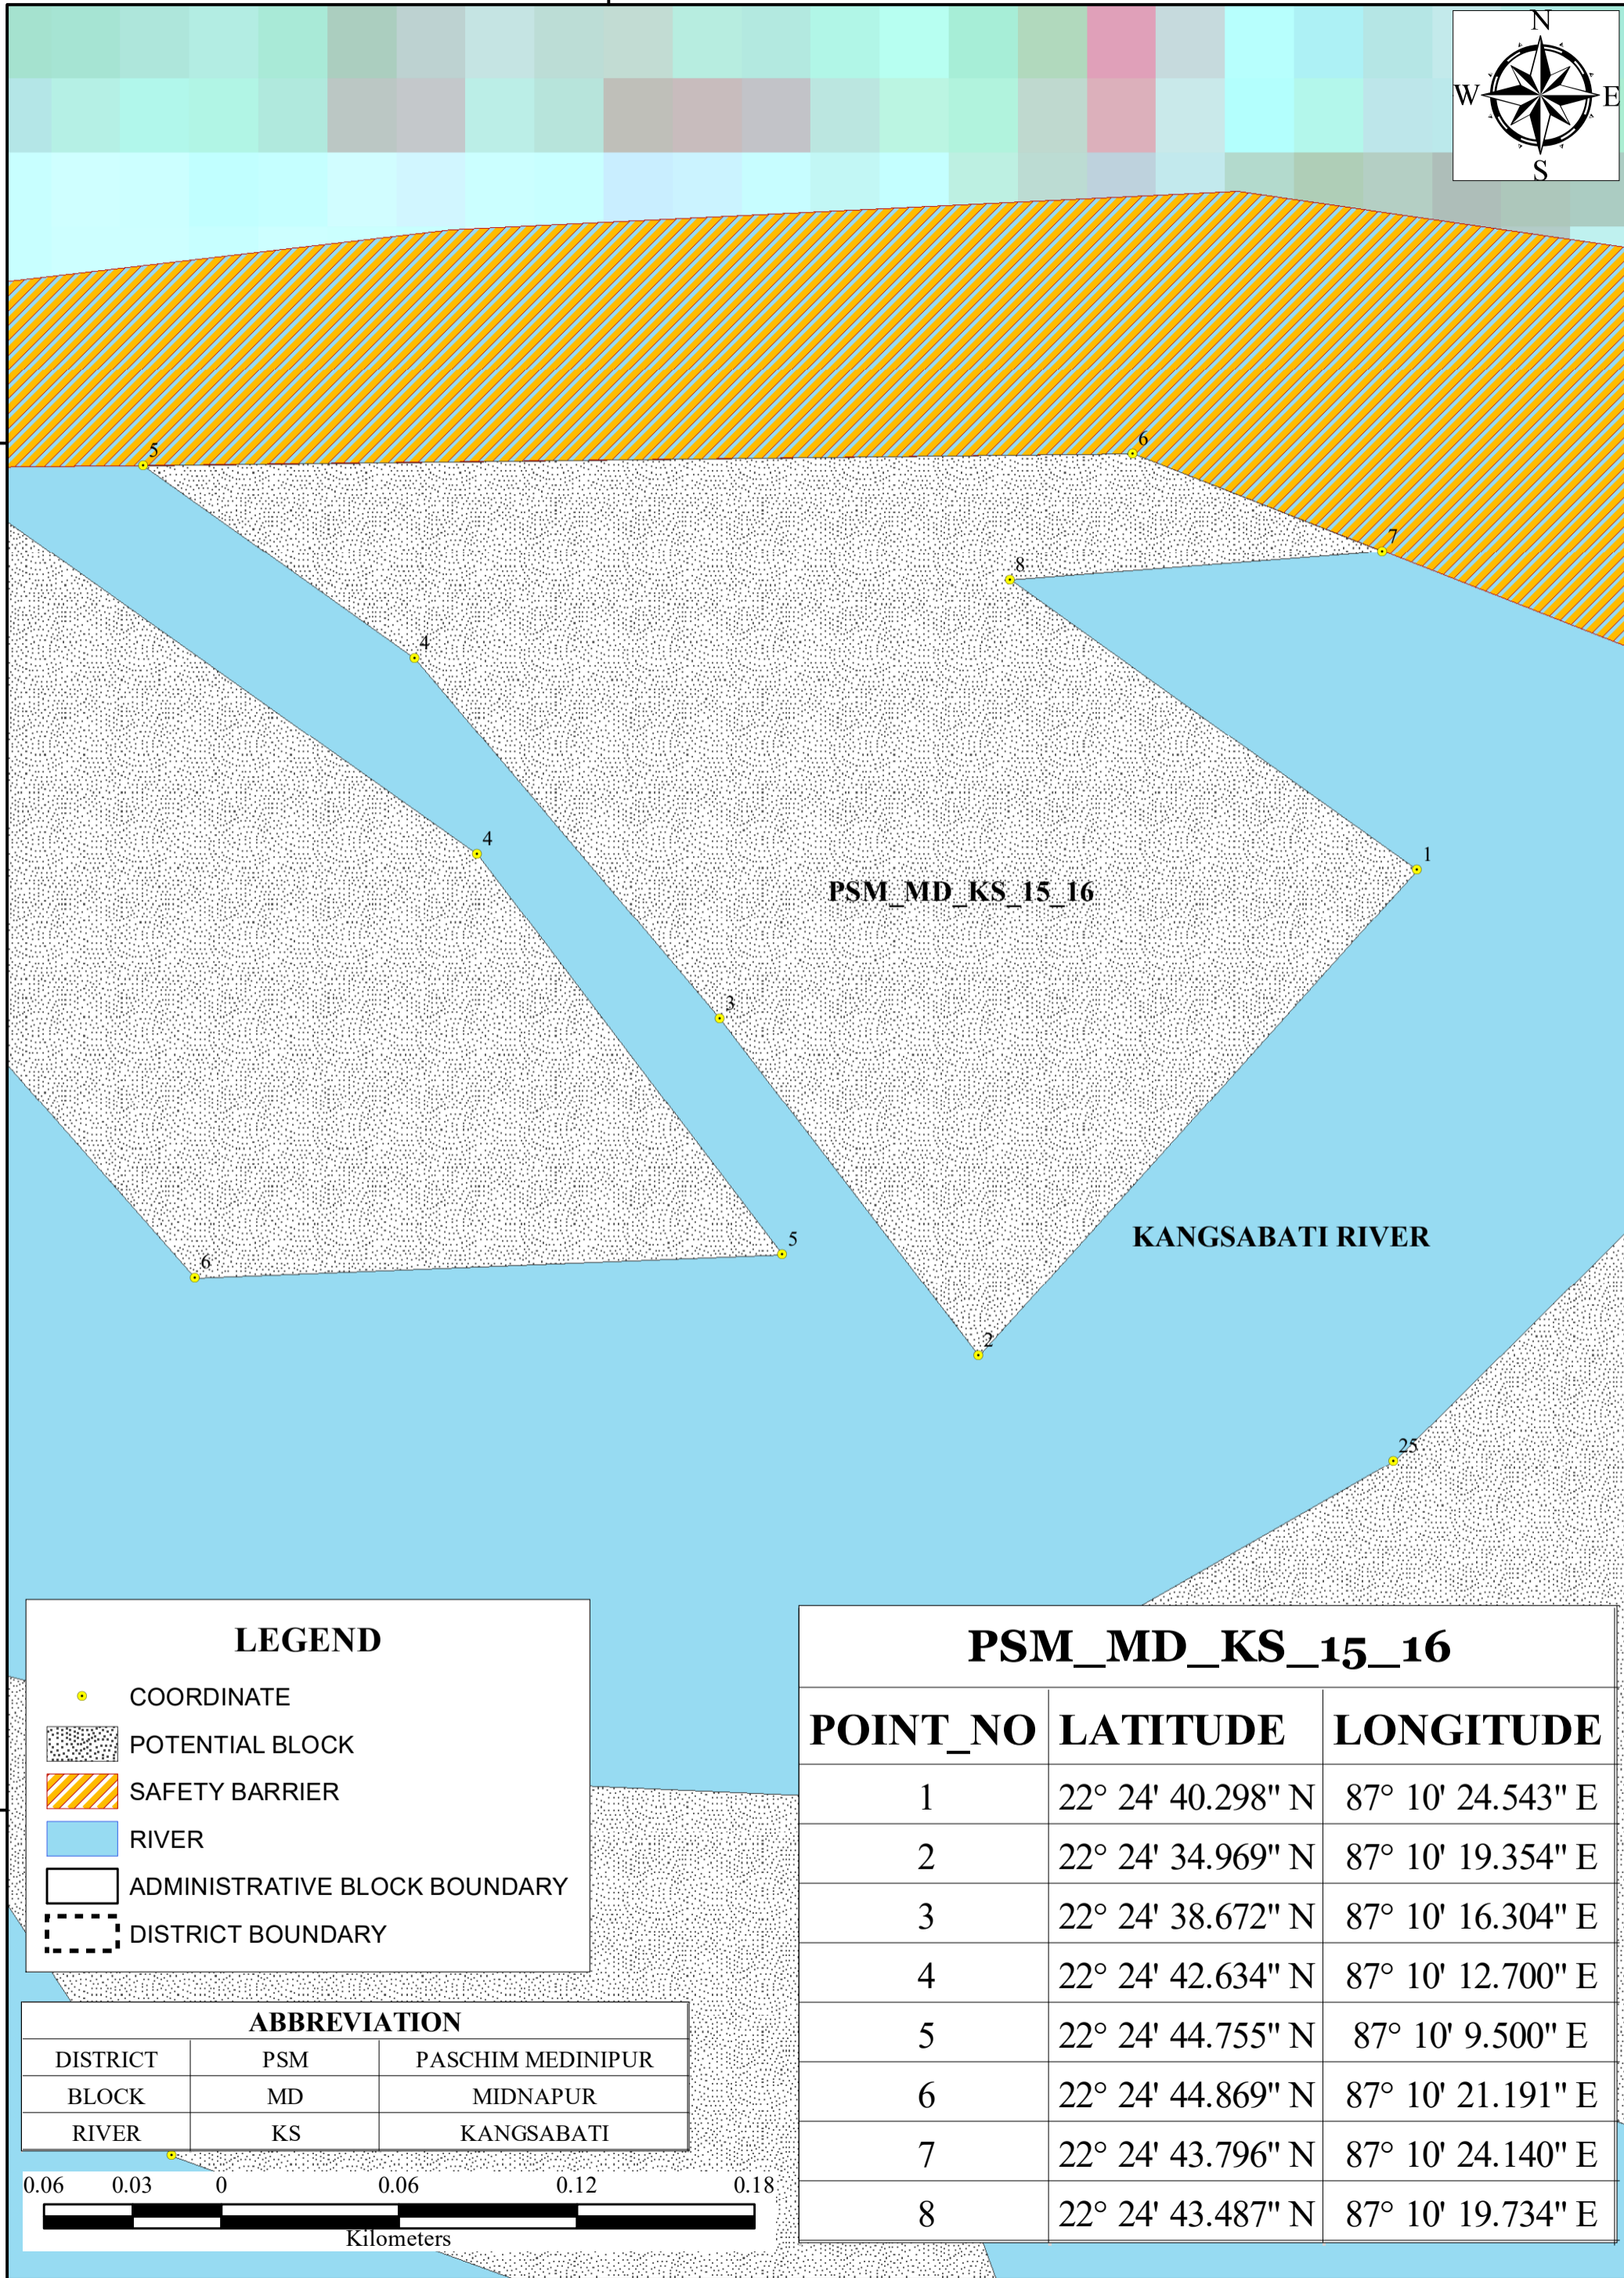 N
W E
S
5
6
7
8
4
4
1
PSM_MD_KS_15_16
3
KANGSABATI RIVER
5
6
2
25
LEGEND
COORDINATE
POTENTIAL BLOCK
SAFETY BARRIER
RIVER
ADMINISTRATIVE BLOCK BOUNDARY
DISTRICT BOUNDARY
ABBREVIATION
DISTRICT PSM PASCHIM MEDINIPUR
BLOCK MD MIDNAPUR
RIVER KS KANGSABATI
0.06 0.03 0 0.06 0.12 0.18
Kilometers
PSM_MD_KS_15_16
POINT_NO LATITUDE LONGITUDE
1 22° 24' 40.298" N 87° 10' 24.543" E
2 22° 24' 34.969" N 87° 10' 19.354" E
3 22° 24' 38.672" N 87° 10' 16.304" E
4 22° 24' 42.634" N 87° 10' 12.700" E
5 22° 24' 44.755" N 87° 10' 9.500" E
6 22° 24' 44.869" N 87° 10' 21.191" E
7 22° 24' 43.796" N 87° 10' 24.140" E
8 22° 24' 43.487" N 87° 10' 19.734" E